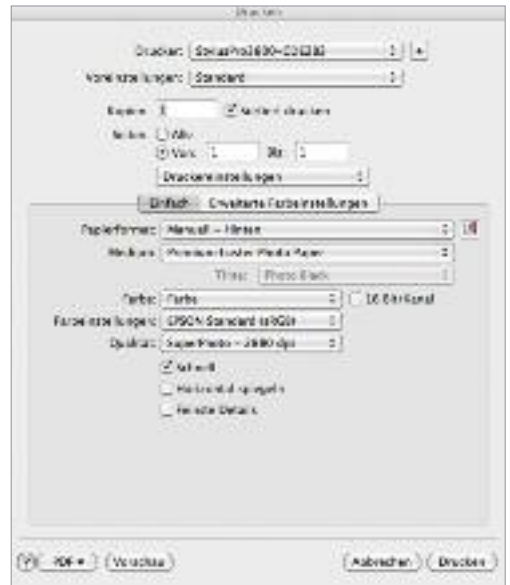 Drucken
Drucker: StylusPro3800-CDE2B2
Voreinstellungen: Standard
Kopien: 1 Sortiert drucken
Seiten: Alle
Von: 1 Bis: 1
Druckereinstellungen
Einfach Erweiterte Farbeinstellungen
Papierformat: Manuell - Hinten
Medium: Premium Luster Photo Paper
Tinte: Photo Black
Farbe: Farbe 16 Bit/Kanal
Farbeinstellungen: EPSON Standard (sRGB)
Qualität: SuperPhoto - 2880 dpi
Schnell
Horizontal spiegeln
Feinste Details
? PDF Vorschau Abbrechen Drucken